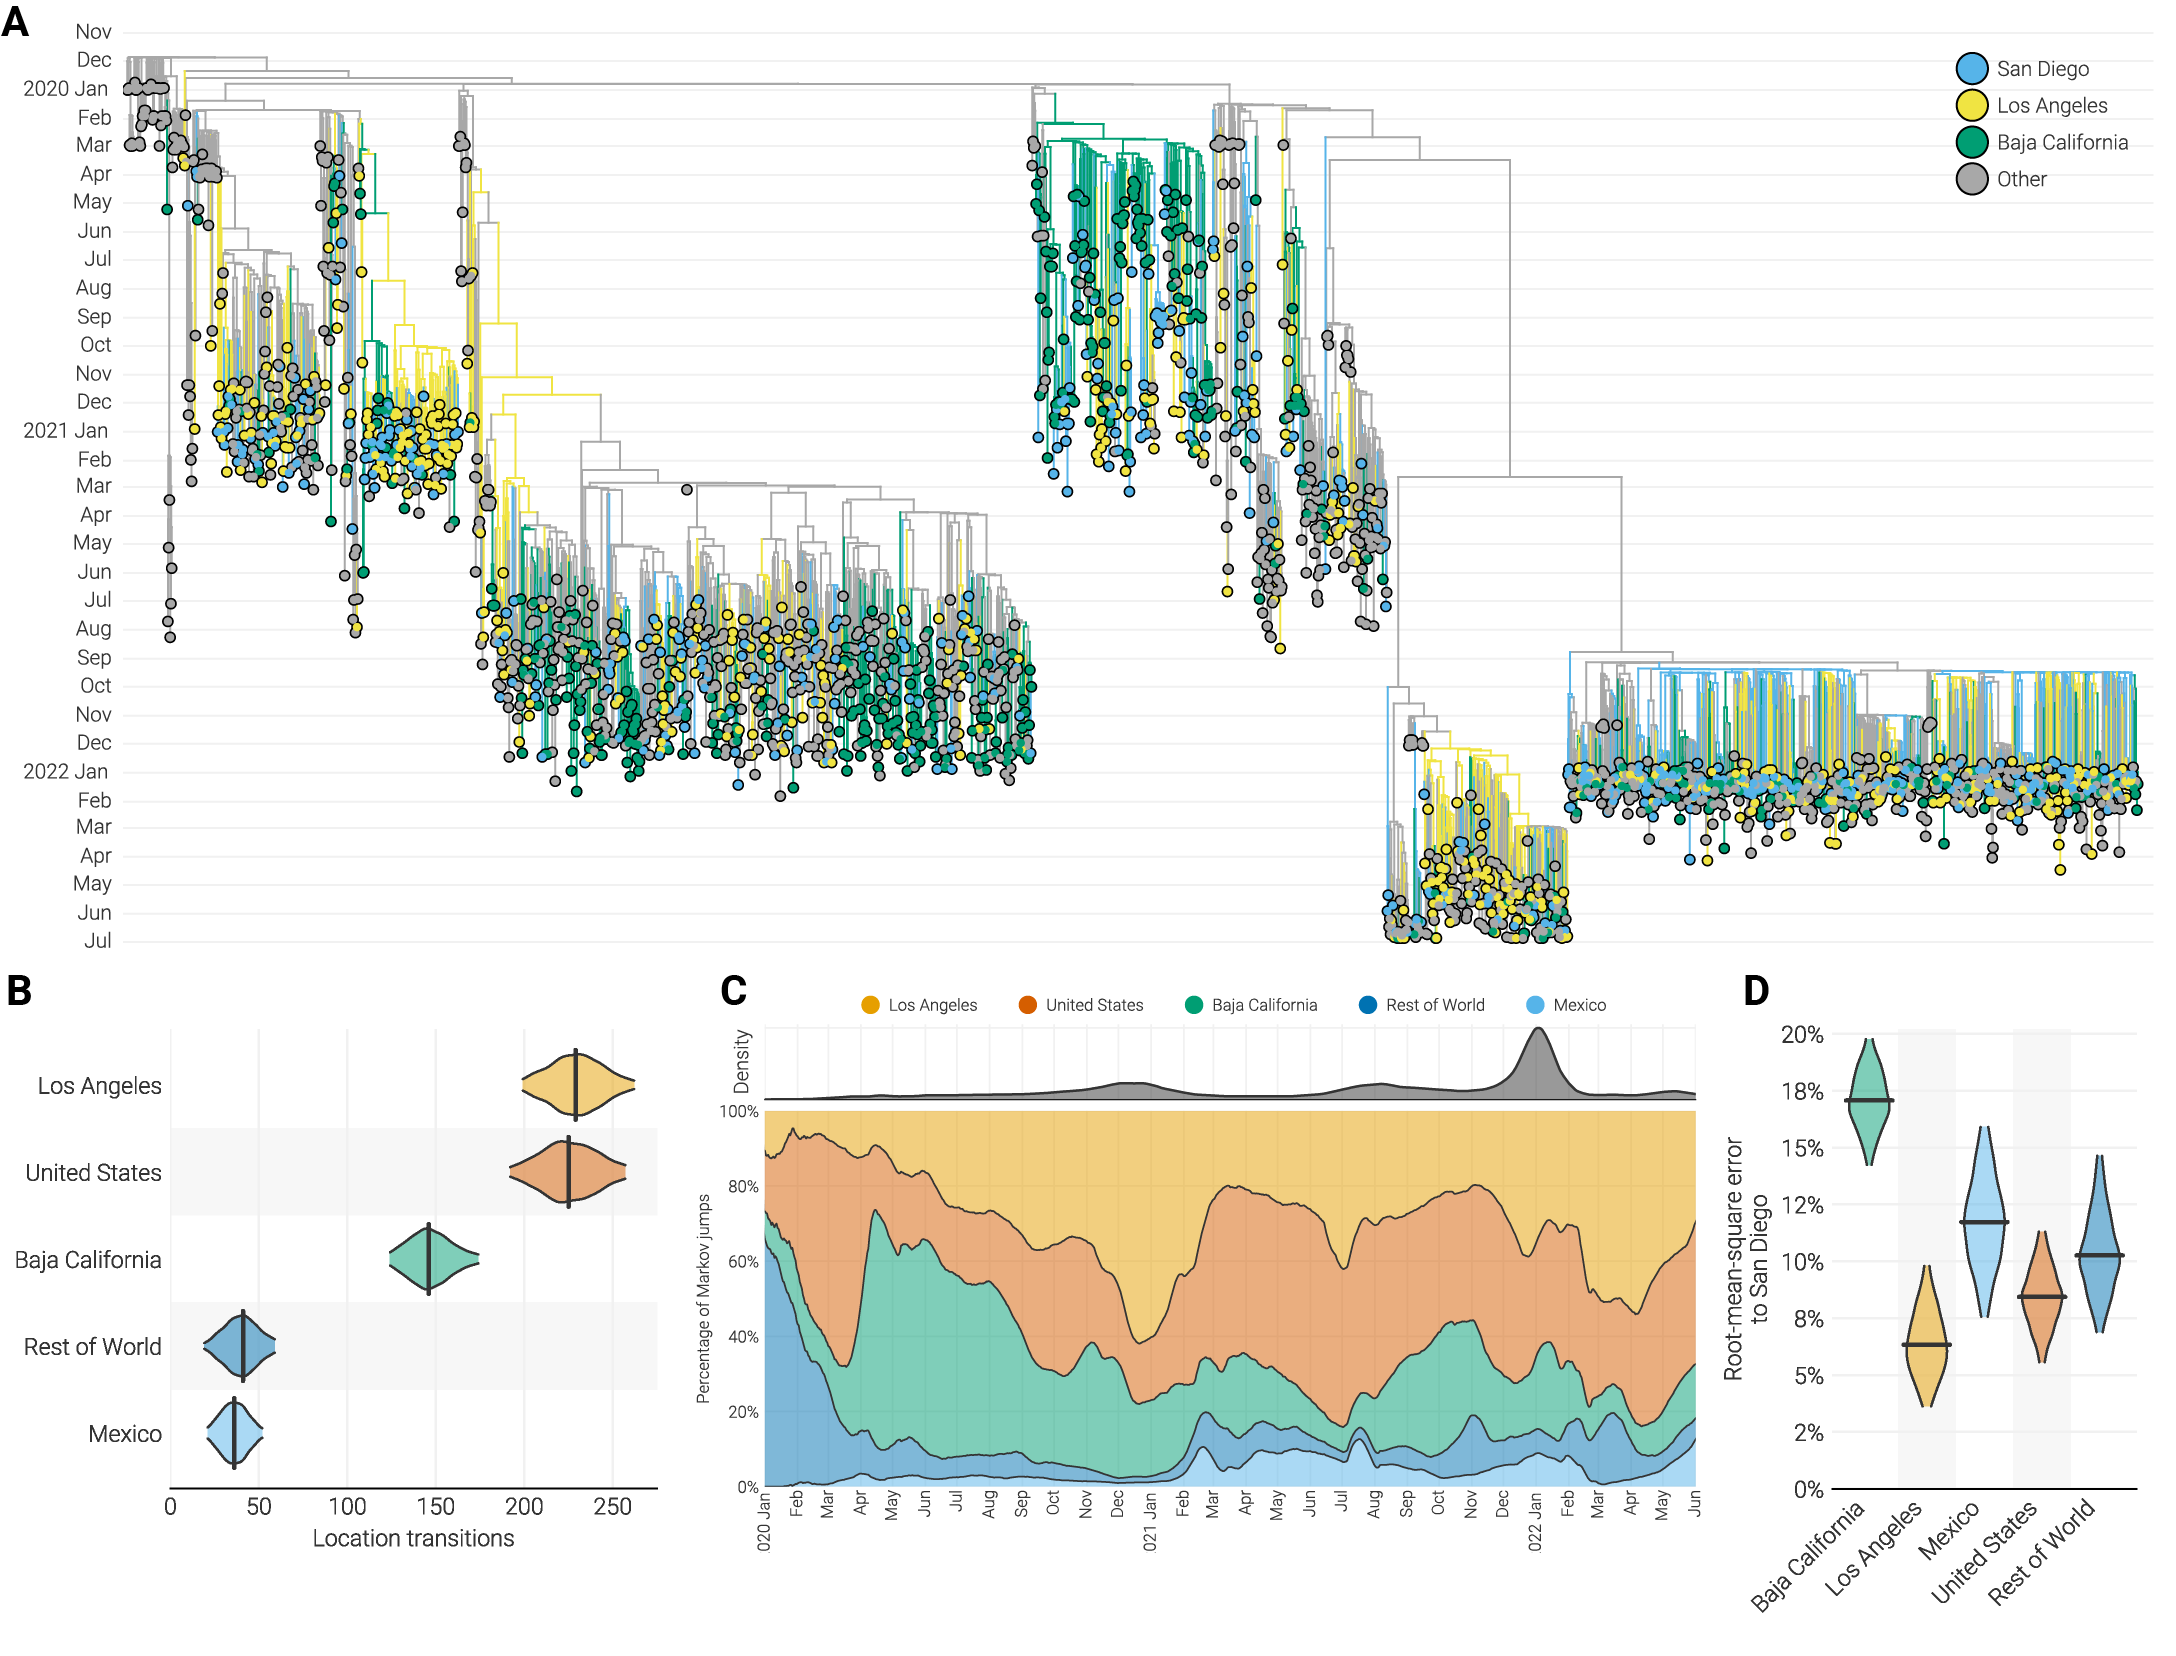 A
Nov
Dec
2020 Jan
Feb
Mar
Apr
May
Jun
Jul
Aug
Sep
Oct
Nov
Dec
2021 Jan
Feb
Mar
Apr
May
Jun
Jul
Aug
Sep
Oct
Nov
Dec
2022 Jan
Feb
Mar
Apr
May
Jun
Jul
San Diego
Los Angeles
Baja California
Other
B
Los Angeles
United States
Baja California
Rest of World
Mexico
0 50 100 150 200 250
Location transitions
C
Los Angeles United States Baja California Rest of World Mexico
Density
Percentage of Markov jumps
100%
80%
60%
40%
20%
0%
020 Jan Feb Mar Apr May Jun Jul Aug Sep Oct Nov Dec 021 Jan Feb Mar Apr May Jun Jul Aug Sep Oct Nov Dec 022 Jan Feb Mar Apr May Jun
D
Root-mean-square error
to San Diego
20%
18%
15%
12%
10%
8%
5%
2%
0%
Baja California
Los Angeles
Mexico
United States
Rest of World